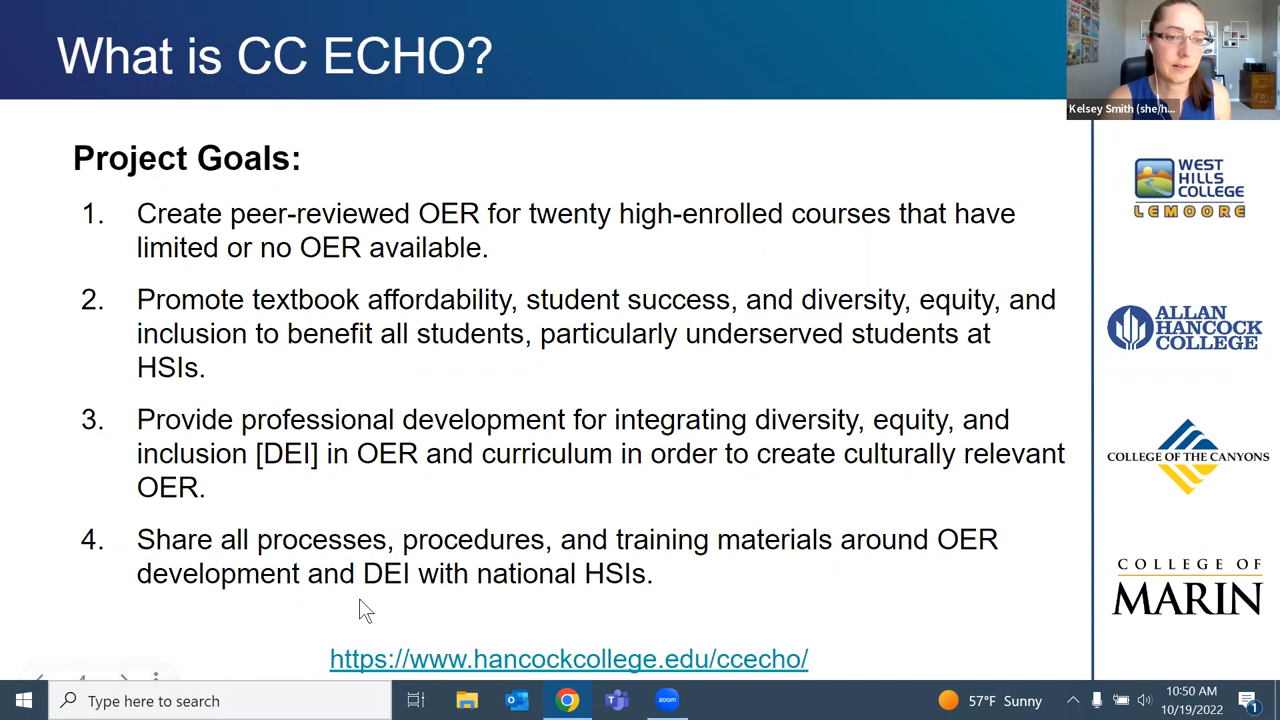 What is CC ECHO?
Kelsey Smith (she/h...
Project Goals:
1. Create peer-reviewed OER for twenty high-enrolled courses that have
limited or no OER available.
2. Promote textbook affordability, student success, and diversity, equity, and
inclusion to benefit all students, particularly underserved students at
HSIs.
3. Provide professional development for integrating diversity, equity, and
inclusion [DEI] in OER and curriculum in order to create culturally relevant
OER.
4. Share all processes, procedures, and training materials around OER
development and DEI with national HSIs.
https://www.hancockcollege.edu/ccecho/
WEST
HILLS
COLLEGE
LEMOORE
ALLAN
HANCOCK
COLLEGE
COLLEGE OF THE CANYONS
COLLEGE OF
MARIN
Type here to search
zoom
57°F Sunny
10:50 AM
10/19/2022
1